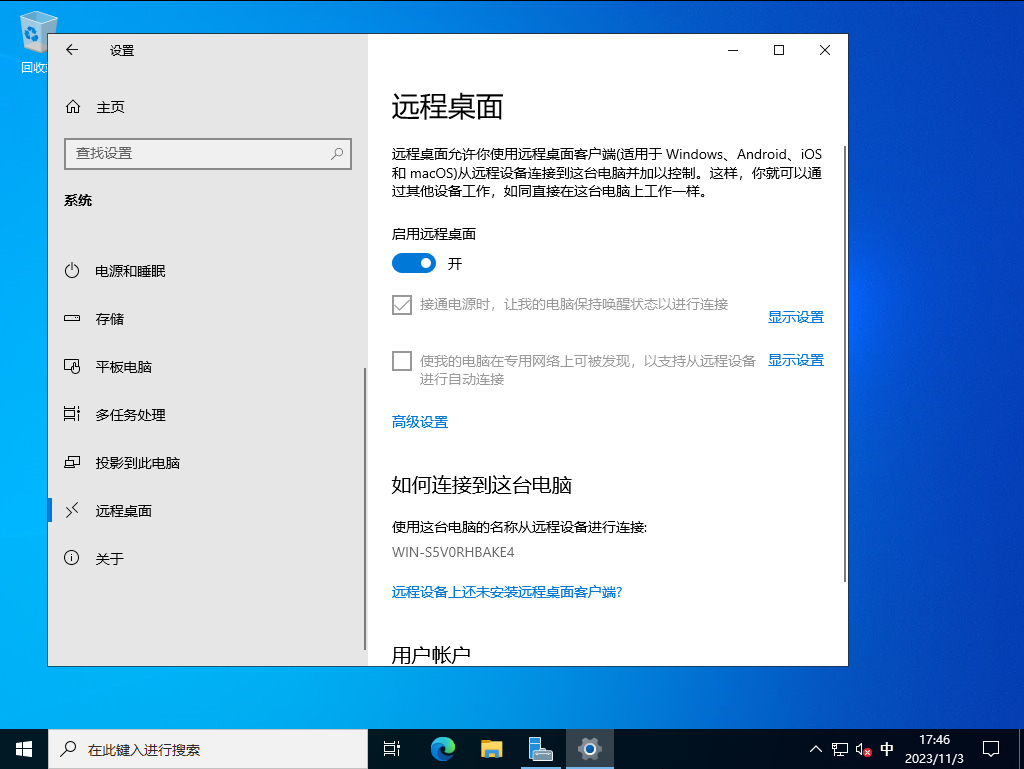 回收
设置
主页
查找设置
系统
电源和睡眠
存储
平板电脑
多任务处理
投影到此电脑
远程桌面
关于
远程桌面
远程桌面允许你使用远程桌面客户端(适用于 Windows、Android、iOS
和 macOS)从远程设备连接到这台电脑并加以控制。这样，你就可以通
过其他设备工作，如同直接在这台电脑上工作一样。
启用远程桌面
开
接通电源时，让我的电脑保持唤醒状态以进行连接
显示设置
使我的电脑在专用网络上可被发现，以支持从远程设备
进行自动连接
显示设置
高级设置
如何连接到这台电脑
使用这台电脑的名称从远程设备进行连接:
WIN-S5V0RHBAKE4
远程设备上还未安装远程桌面客户端?
用户帐户
在此键入进行搜索
中
17:46
2023/11/3